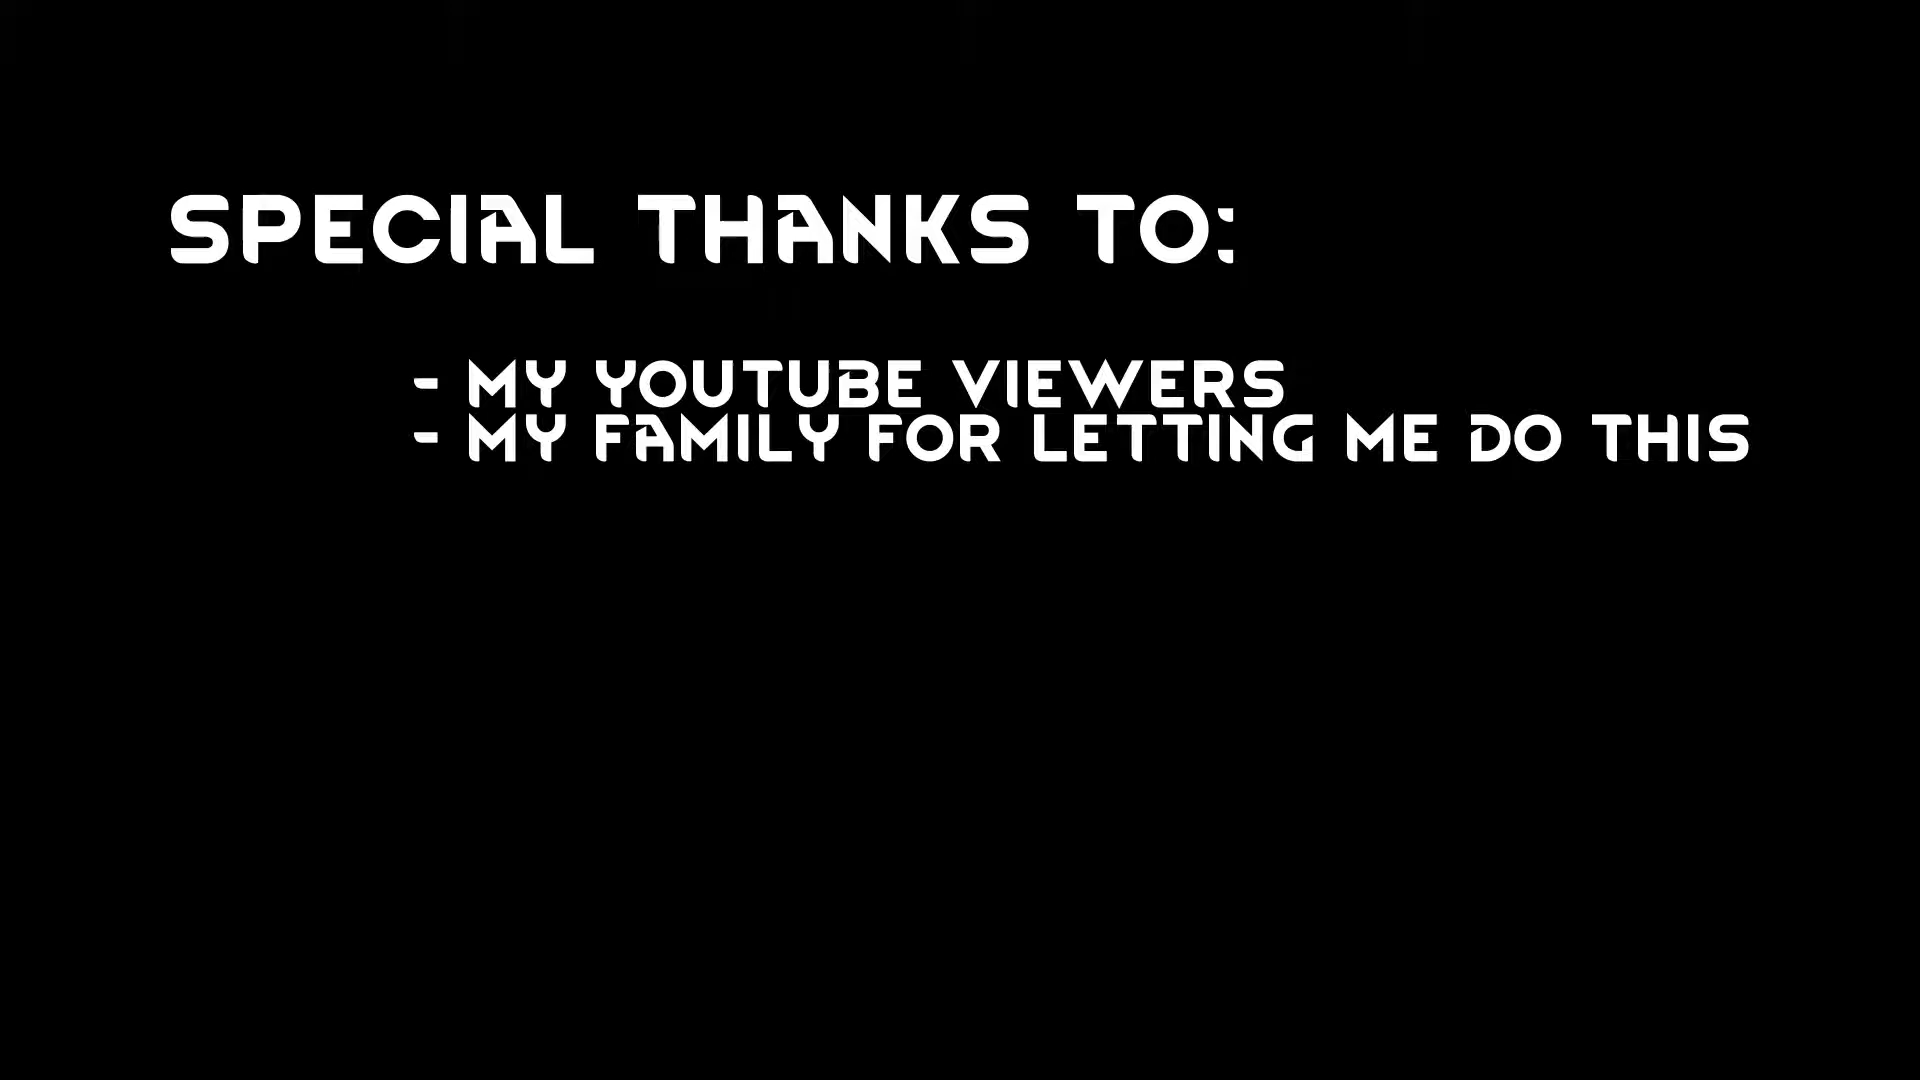 SPECIAL THANKS TO:
- MY YOUTUBE VIEWERS
- MY FAMILY FOR LETTING ME DO THIS